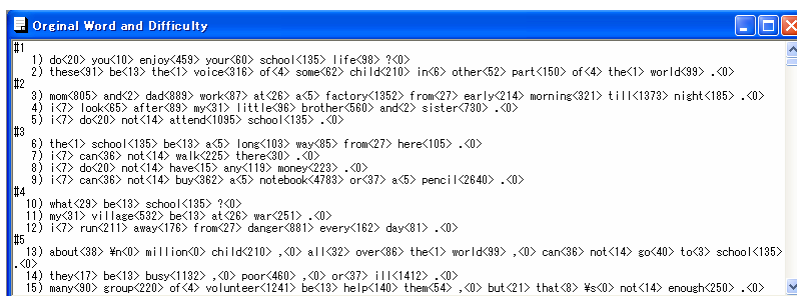 Orginal Word and Difficulty
#1
1) do<20> you<10> enjoy<459> your<60> school<135> life<98> ?<0>
2) these<91> be<13> the<1> voice<316> of<4> some<62> child<210> in<6> other<52> part<150> of<4> the<1> world<99> .<0>
#2
3) mom<805> and<2> dad<889> work<87> at<26> a<5> factory<1352> from<27> early<214> morning<321> till<1373> night<185> .<0>
4) i<7> look<65> after<89> my<31> little<96> brother<560> and<2> sister<730> .<0>
5) i<7> do<20> not<14> attend<1095> school<135> .<0>
#3
6) the<1> school<135> be<13> a<5> long<103> way<85> from<27> here<105> .<0>
7) i<7> can<36> not<14> walk<225> there<30> .<0>
8) i<7> do<20> not<14> have<15> any<119> money<223> .<0>
9) i<7> can<36> not<14> buy<362> a<5> notebook<4783> or<37> a<5> pencil<2640> .<0>
#4
10) what<29> be<13> school<135> ?<0>
11) my<31> village<532> be<13> at<26> war<251> .<0>
12) i<7> run<211> away<176> from<27> danger<881> every<162> day<81> .<0>
#5
13) about<38> ¥n<0> million<0> child<210> ,<0> all<32> over<86> the<1> world<99> ,<0> can<36> not<14> go<40> to<3> school<135>
.<0>
14) they<17> be<13> busy<1132> ,<0> poor<460> ,<0> or<37> ill<1412> .<0>
15) many<90> group<220> of<4> volunteer<1241> be<13> help<140> them<54> ,<0> but<21> that<8> ¥s<0> not<14> enough<250> .<0>